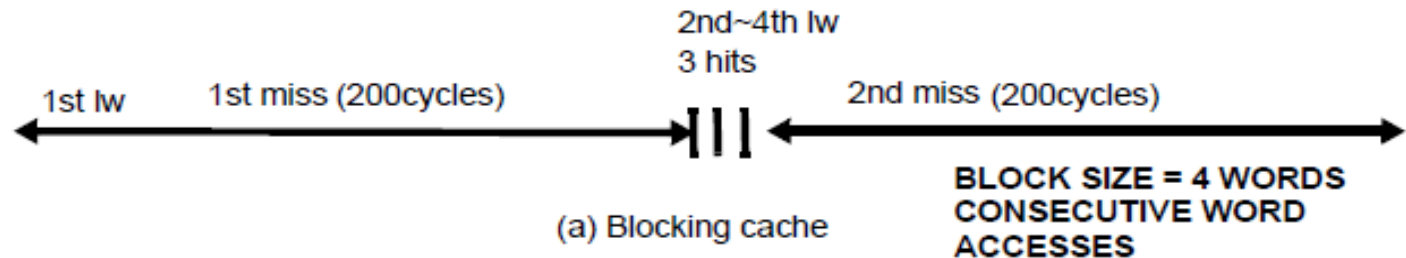 2nd~4th lw
3 hits
1st lw
1st miss (200cycles)
2nd miss (200cycles)
BLOCK SIZE = 4 WORDS
CONSECUTIVE WORD
ACCESSES
(a) Blocking cache